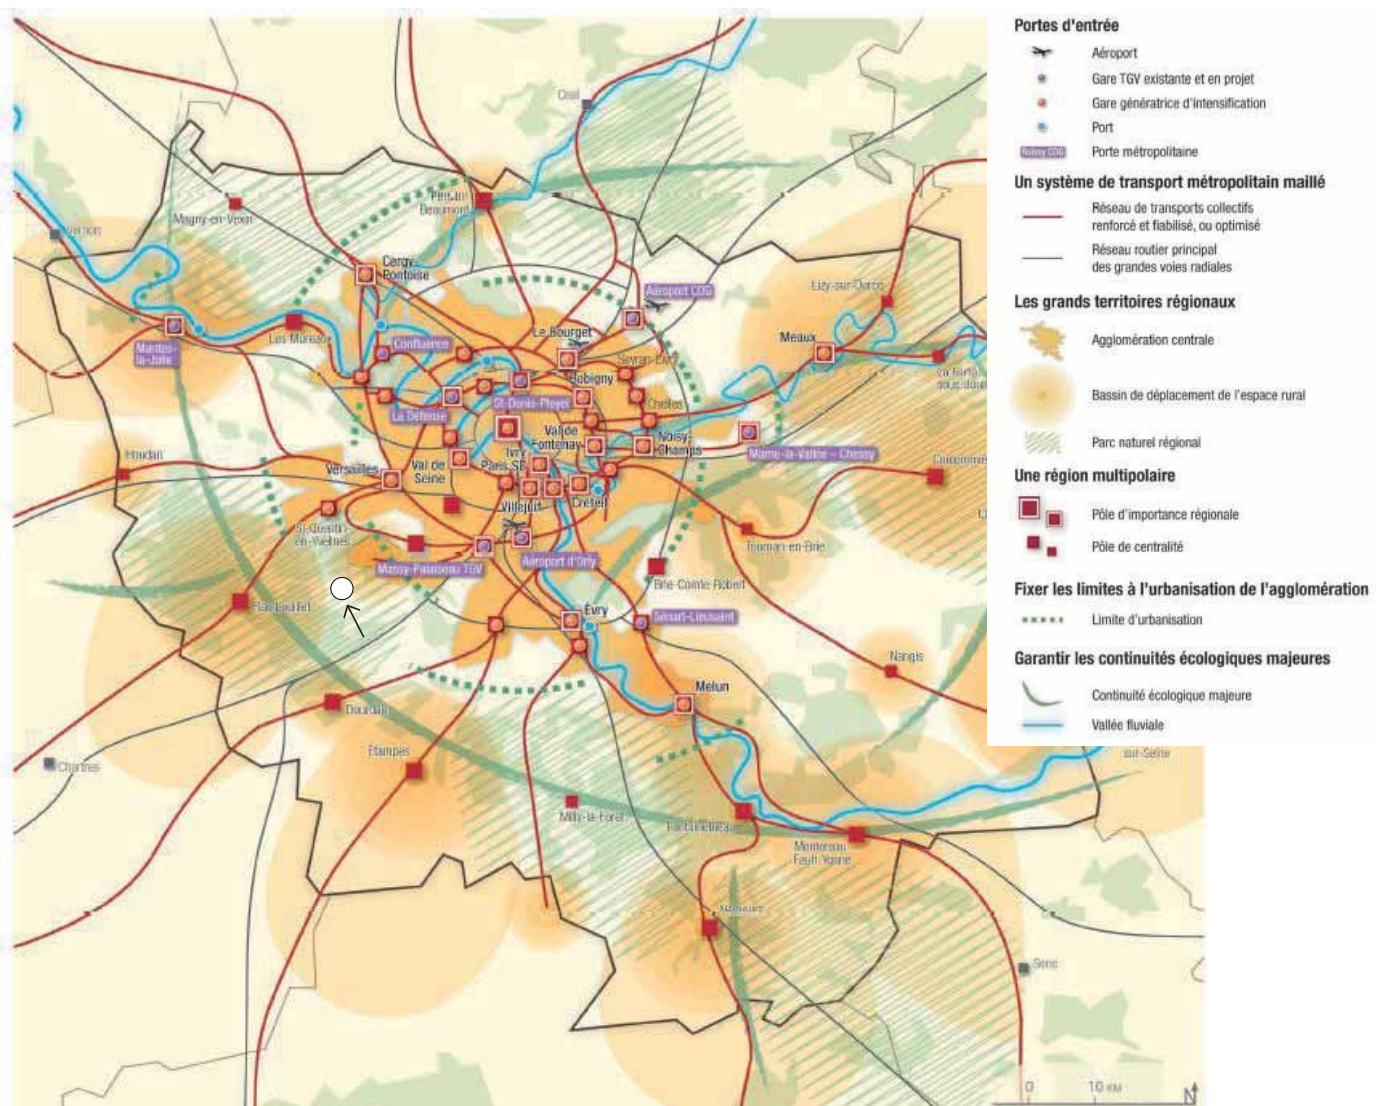 Portes d'entrée
Aéroport
Gare TGV existante et en projet
Gare génératrice d'intensification
Port
Roissy CDG
Porte métropolitaine
Un système de transport métropolitain maillé
Réseau de transports collectifs
renforcé et fiabilisé, ou optimisé
Réseau routier principal
des grandes voies radiales
Les grands territoires régionaux
Agglomération centrale
Bassin de déplacement de l'espace rural
Parc naturel régional
Une région multipolaire
Pôle d'importance régionale
Pôle de centralité
Fixer les limites à l'urbanisation de l'agglomération
Limite d'urbanisation
Garantir les continuités écologiques majeures
Continuité écologique majeure
Vallée fluviale
Creil
Beaumont
Magny-en-Vexin
Vernon
Cergy-
Pontoise
Aéroport CDG
Lizy-sur-Ourcq
Les Mureaux
Le Bourget
Meaux
Mantes-
la-Jolie
Confluence
Bobigny
St-Denis-Pleyel
Chelles
La Défense
Val de
Fontenay
Noisy-
Champs
Marne-la-Vallée – Chessy
Houdan
Versailles
Val de
Seine
Ivry
Paris SE
Villejuif
Créteil
St-Quentin-
en-Yvelines
Tournan-en-Brie
Massy-Palaiseau TGV
Aéroport d'Orly
Brie-Comte-Robert
Rambouillet
Évry
Sénart-Lieusaint
Nangis
Melun
Dourdan
Étampes
Chartres
sur-Seine
Milly-la-Forêt
Fontainebleau
Montereau
Fault-Yonne
Nemours
Sens
0 10 KM
N